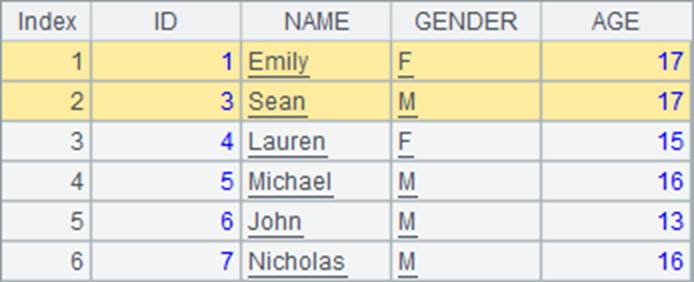 Index ID NAME GENDER AGE
1 1 Emily F 17
2 3 Sean M 17
3 4 Lauren F 15
4 5 Michael M 16
5 6 John M 13
6 7 Nicholas M 16